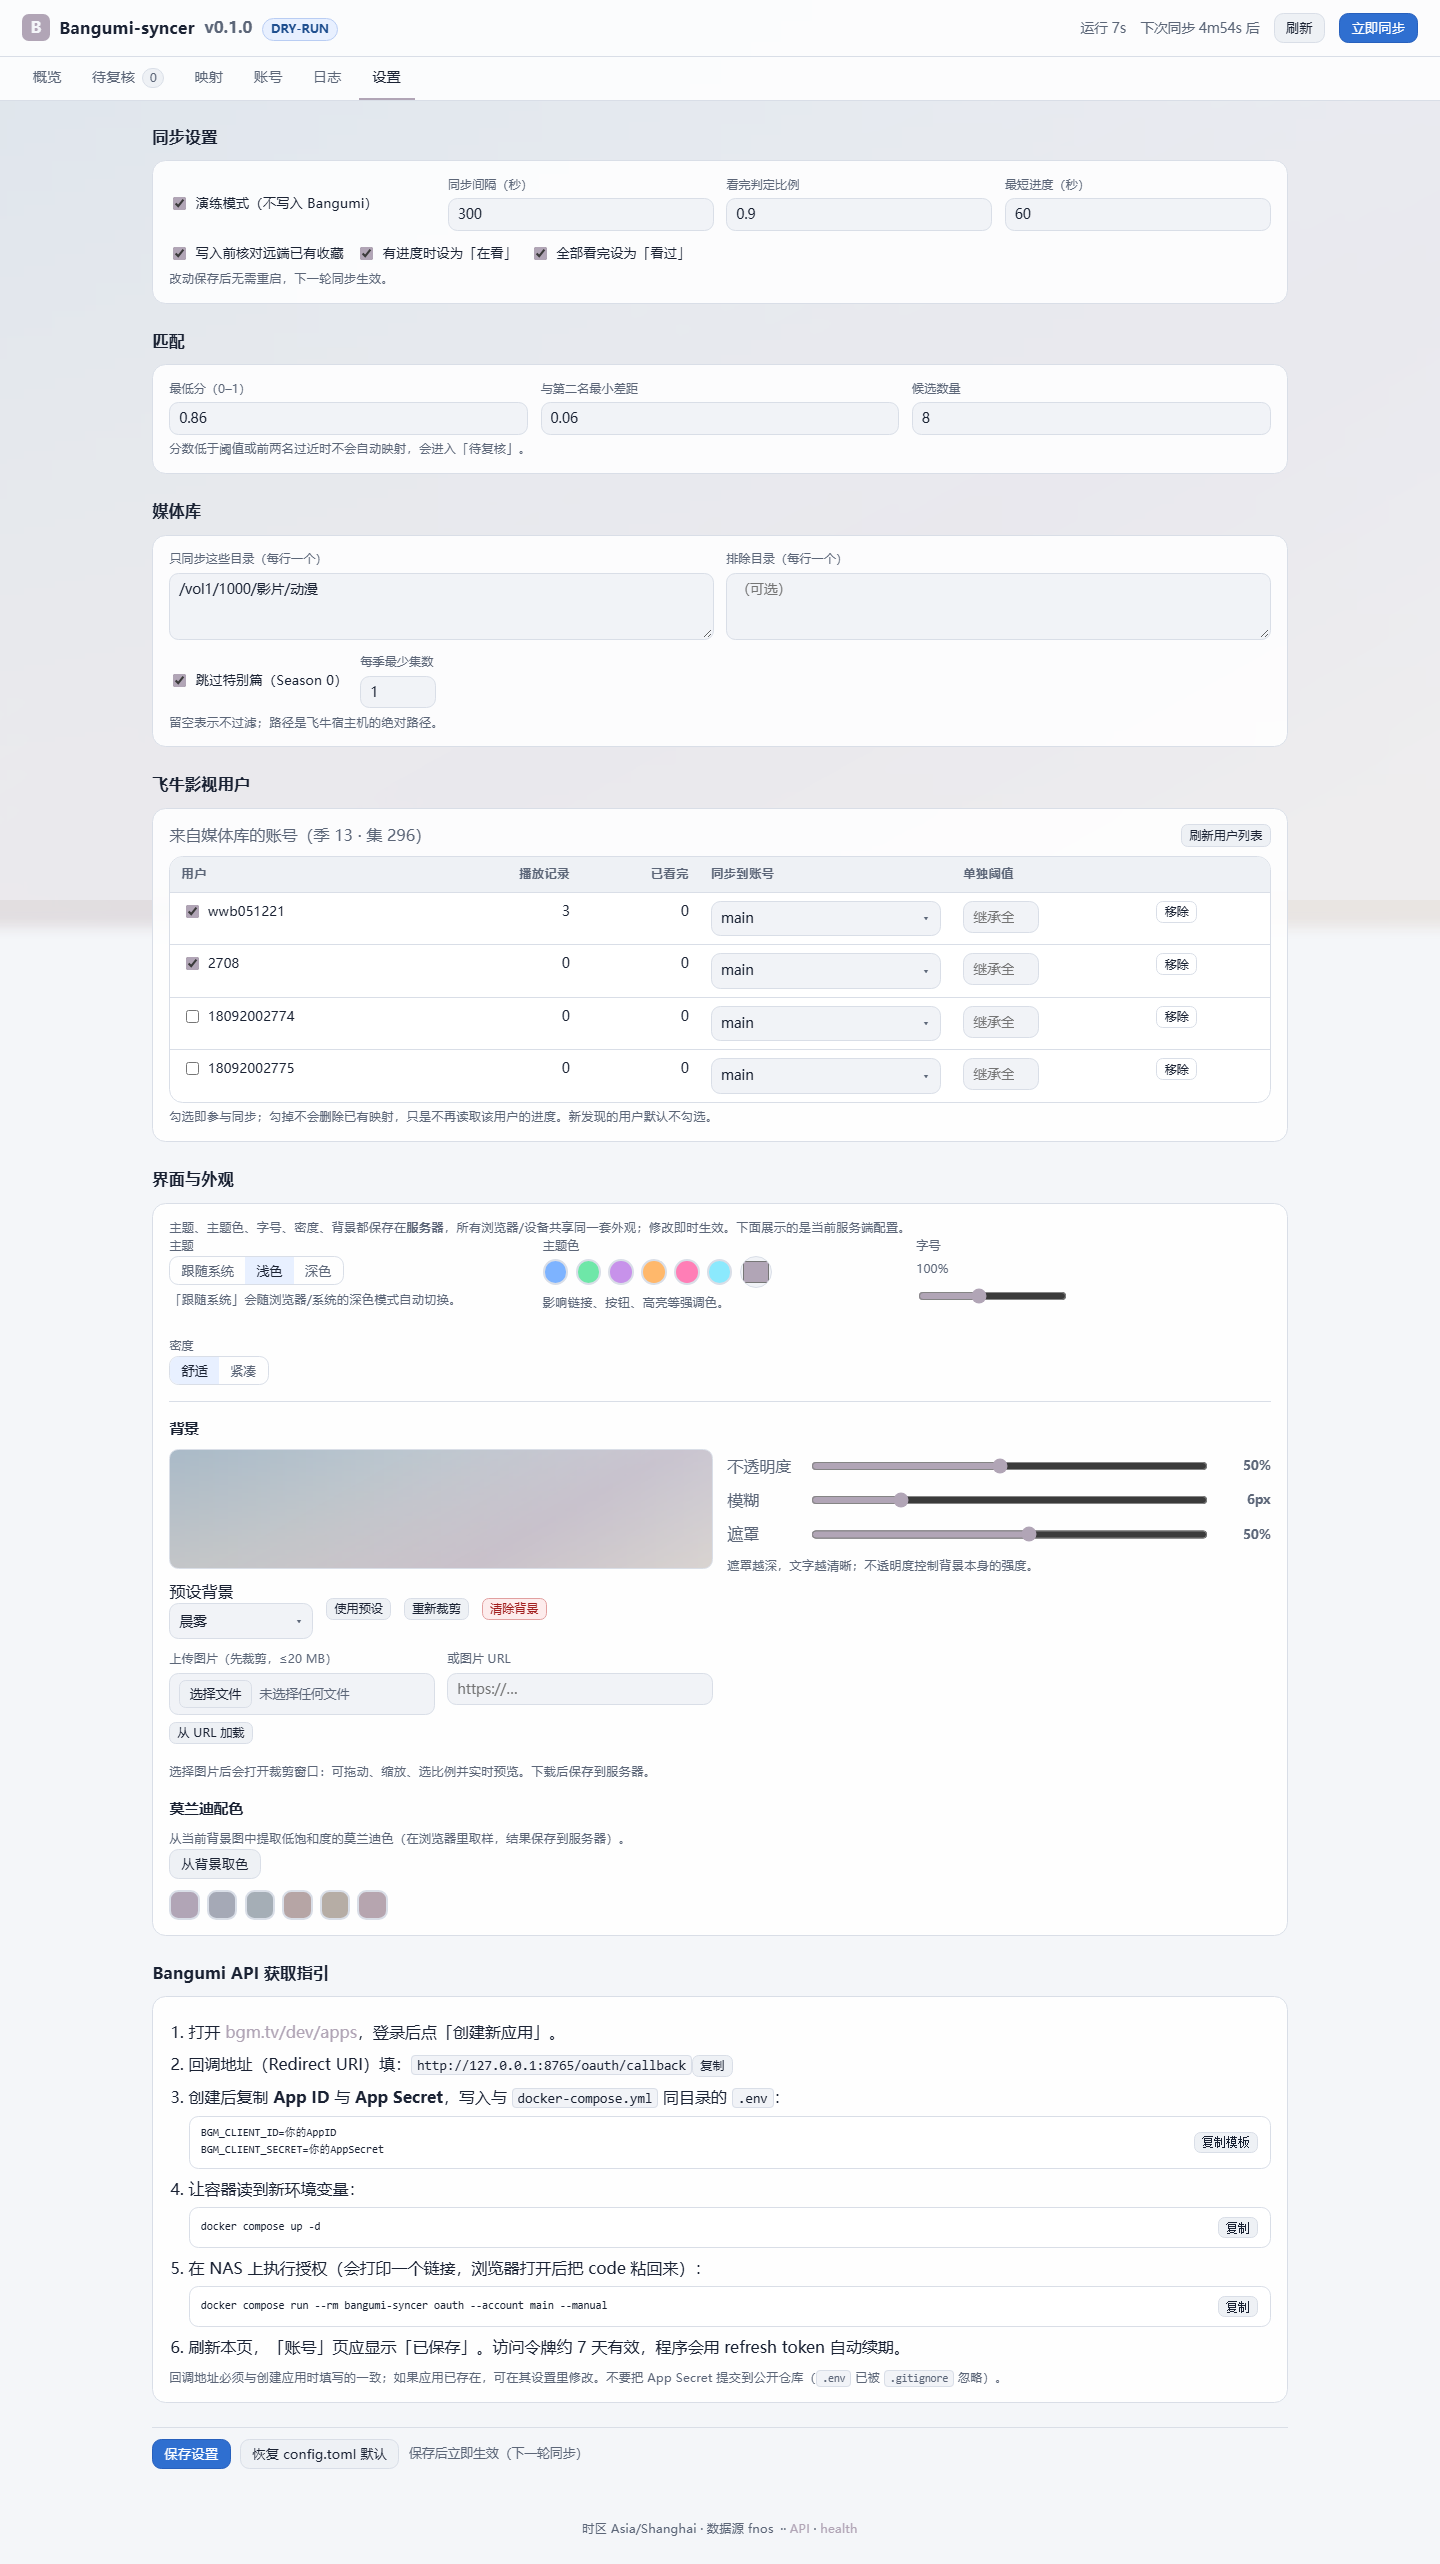 B Bangumi-syncer v0.1.0 DRY-RUN 运行 7s 下次同步 4m54s 后 刷新 立即同步
概览 待复核 0 映射 账号 日志 设置
同步设置
演练模式（不写入 Bangumi） 同步间隔（秒） 看完判定比例 最短进度（秒）
300 0.9 60
写入前核对远端已有收藏 有进度时设为「在看」 全部看完设为「看过」
改动保存后无需重启，下一轮同步生效。
匹配
最低分（0–1） 与第二名最小差距 候选数量
0.86 0.06 8
分数低于阈值或前两名过近时不会自动映射，会进入「待复核」。
媒体库
只同步这些目录（每行一个） 排除目录（每行一个）
/vol1/1000/影片/动漫 （可选）
跳过特别篇（Season 0） 每季最少集数
1
留空表示不过滤；路径是飞牛宿主机的绝对路径。
飞牛影视用户
来自媒体库的账号（季 13 · 集 296） 刷新用户列表
用户 播放记录 已看完 同步到账号 单独阈值
wwb051221 3 0 main 继承全 移除
2708 0 0 main 继承全 移除
18092002774 0 0 main 继承全 移除
18092002775 0 0 main 继承全 移除
勾选即参与同步；勾掉不会删除已有映射，只是不再读取该用户的进度。新发现的用户默认不勾选。
界面与外观
主题、主题色、字号、密度、背景都保存在服务器，所有浏览器/设备共享同一套外观；修改即时生效。下面展示的是当前服务端配置。
主题 主题色 字号
跟随系统 浅色 深色 100%
「跟随系统」会随浏览器/系统的深色模式自动切换。 影响链接、按钮、高亮等强调色。
密度
舒适 紧凑
背景
不透明度 50%
模糊 6px
遮罩 50%
遮罩越深，文字越清晰；不透明度控制背景本身的强度。
预设背景
晨雾 使用预设 重新裁剪 清除背景
上传图片（先裁剪，≤20 MB） 或图片 URL
选择文件 未选择任何文件 https://...
从 URL 加载
选择图片后会打开裁剪窗口：可拖动、缩放、选比例并实时预览。下载后保存到服务器。
莫兰迪配色
从当前背景图中提取低饱和度的莫兰迪色（在浏览器里取样，结果保存到服务器）。
从背景取色
Bangumi API 获取指引
1. 打开 bgm.tv/dev/apps，登录后点「创建新应用」。
2. 回调地址（Redirect URI）填： http://127.0.0.1:8765/oauth/callback 复制
3. 创建后复制 App ID 与 App Secret，写入与 docker-compose.yml 同目录的 .env：
BGM_CLIENT_ID=你的AppID
BGM_CLIENT_SECRET=你的AppSecret
复制模板
4. 让容器读到新环境变量：
docker compose up -d 复制
5. 在 NAS 上执行授权（会打印一个链接，浏览器打开后把 code 粘回来）：
docker compose run --rm bangumi-syncer oauth --account main --manual 复制
6. 刷新本页，「账号」页应显示「已保存」。访问令牌约 7 天有效，程序会用 refresh token 自动续期。
回调地址必须与创建应用时填写的一致；如果应用已存在，可在其设置里修改。不要把 App Secret 提交到公开仓库（.env 已被 .gitignore 忽略）。
保存设置 恢复 config.toml 默认 保存后立即生效（下一轮同步）
时区 Asia/Shanghai · 数据源 fnos ·· API · health